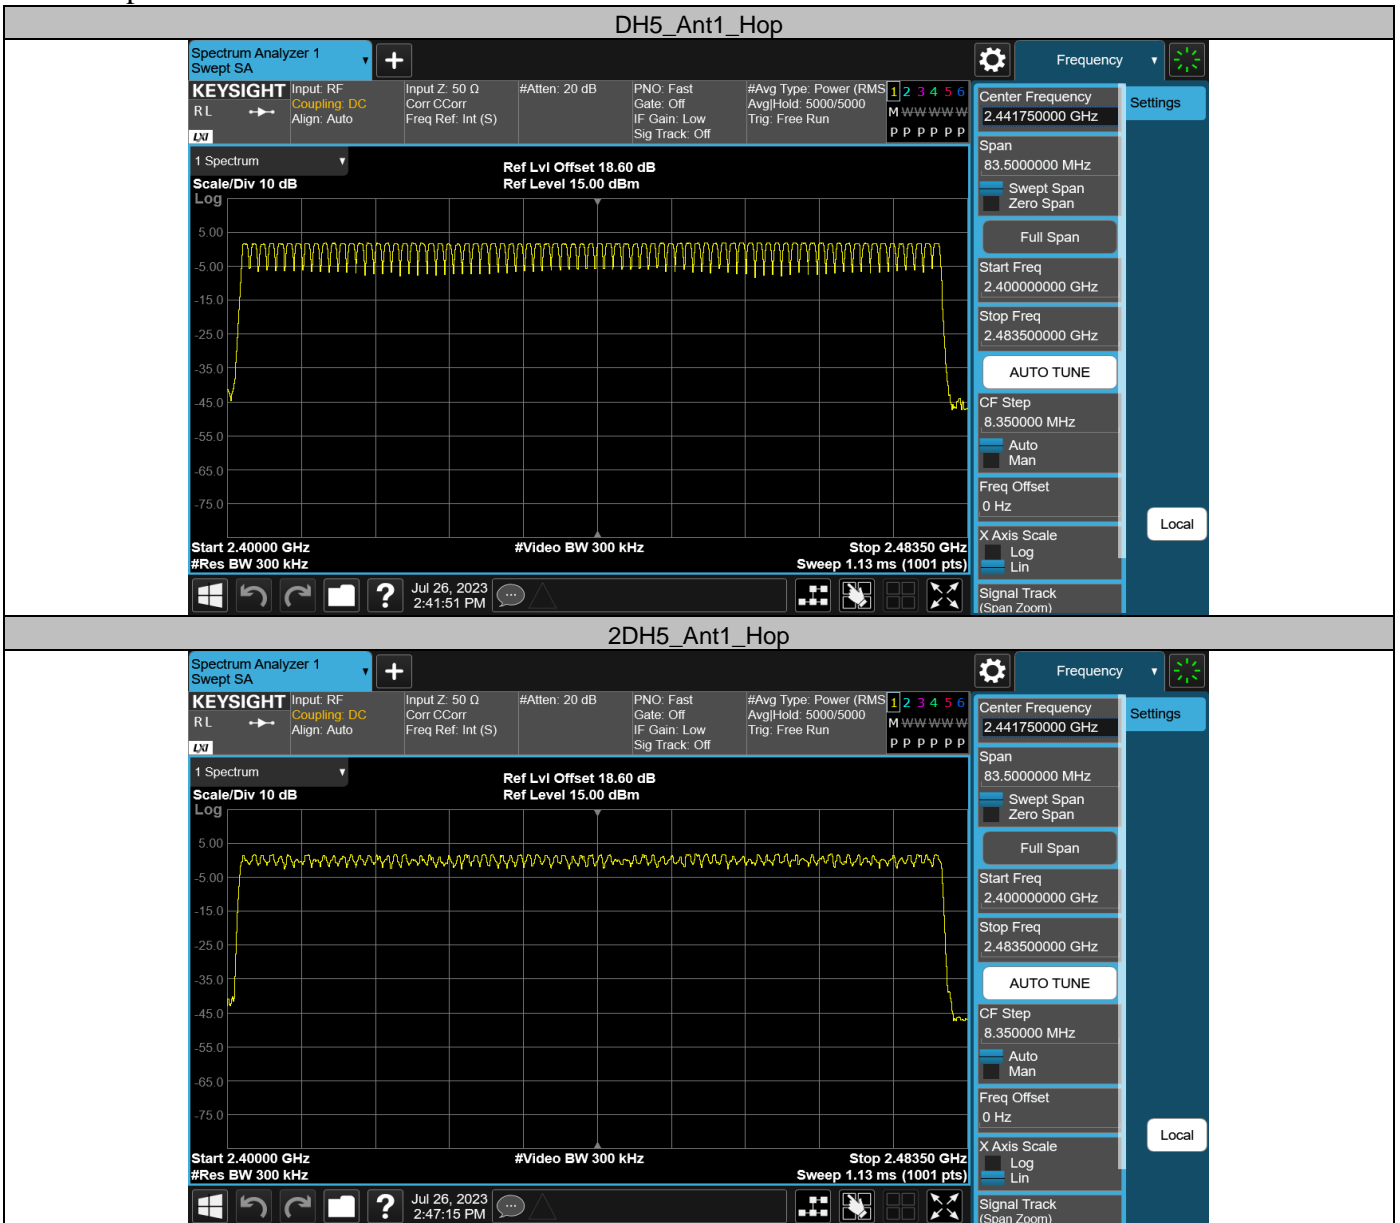 DH5_Ant1_Hop
Spectrum Analyzer 1
Swept SA
Frequency
KEYSIGHT
R L
LXI
Input: RF
Coupling: DC
Align: Auto
Input Z: 50 Ω
Corr CCorr
Freq Ref: Int (S)
#Atten: 20 dB
PNO: Fast
Gate: Off
IF Gain: Low
Sig Track: Off
#Avg Type: Power (RMS
Avg|Hold: 5000/5000
Trig: Free Run
1 2 3 4 5 6
M W W W W W
P P P P P P
1 Spectrum
Scale/Div 10 dB
Log
Ref Lvl Offset 18.60 dB
Ref Level 15.00 dBm
5.00
-5.00
-15.0
-25.0
-35.0
-45.0
-55.0
-65.0
-75.0
Start 2.40000 GHz
#Res BW 300 kHz
#Video BW 300 kHz
Stop 2.48350 GHz
Sweep 1.13 ms (1001 pts)
Center Frequency
2.441750000 GHz
Settings
Span
83.5000000 MHz
Swept Span
Zero Span
Full Span
Start Freq
2.400000000 GHz
Stop Freq
2.483500000 GHz
AUTO TUNE
CF Step
8.350000 MHz
Auto
Man
Freq Offset
0 Hz
X Axis Scale
Log
Lin
Local
Signal Track
(Span Zoom)
?
Jul 26, 2023
2:41:51 PM
2DH5_Ant1_Hop
Spectrum Analyzer 1
Swept SA
Frequency
KEYSIGHT
R L
LXI
Input: RF
Coupling: DC
Align: Auto
Input Z: 50 Ω
Corr CCorr
Freq Ref: Int (S)
#Atten: 20 dB
PNO: Fast
Gate: Off
IF Gain: Low
Sig Track: Off
#Avg Type: Power (RMS
Avg|Hold: 5000/5000
Trig: Free Run
1 2 3 4 5 6
M W W W W W
P P P P P P
1 Spectrum
Scale/Div 10 dB
Log
Ref Lvl Offset 18.60 dB
Ref Level 15.00 dBm
5.00
-5.00
-15.0
-25.0
-35.0
-45.0
-55.0
-65.0
-75.0
Start 2.40000 GHz
#Res BW 300 kHz
#Video BW 300 kHz
Stop 2.48350 GHz
Sweep 1.13 ms (1001 pts)
Center Frequency
2.441750000 GHz
Settings
Span
83.5000000 MHz
Swept Span
Zero Span
Full Span
Start Freq
2.400000000 GHz
Stop Freq
2.483500000 GHz
AUTO TUNE
CF Step
8.350000 MHz
Auto
Man
Freq Offset
0 Hz
X Axis Scale
Log
Lin
Local
Signal Track
(Span Zoom)
?
Jul 26, 2023
2:47:15 PM